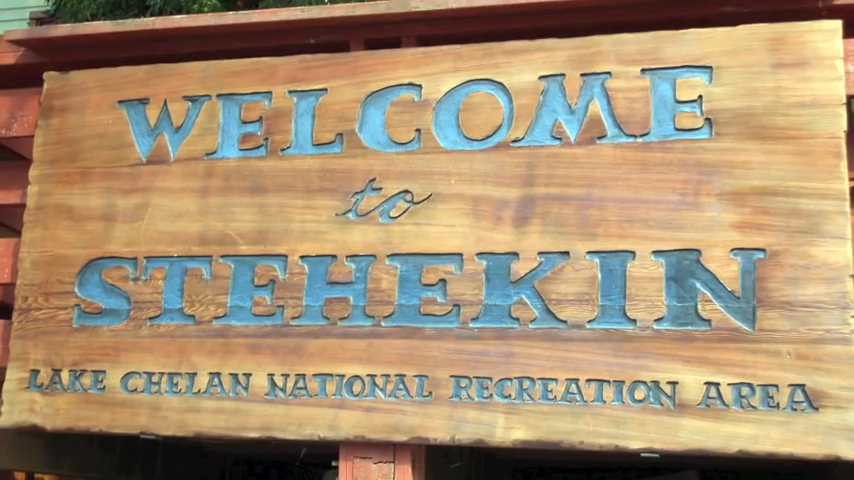 WELCOME
to
STEHEKIN
LAKE CHELAN NATIONAL RECREATION AREA